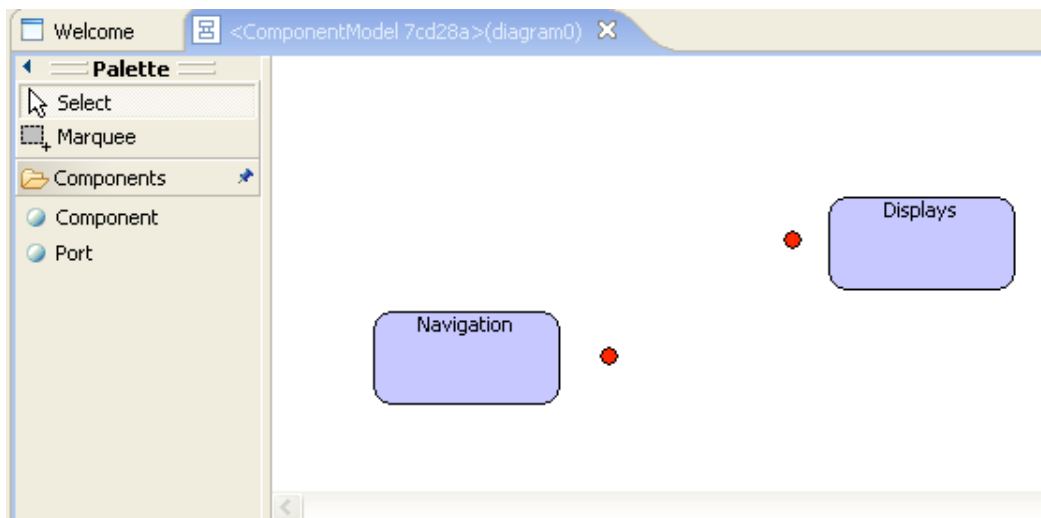 Welcome
<ComponentModel 7cd28a>(diagram0)
Palette
Select
Marquee
Components
Component
Port
Displays
Navigation